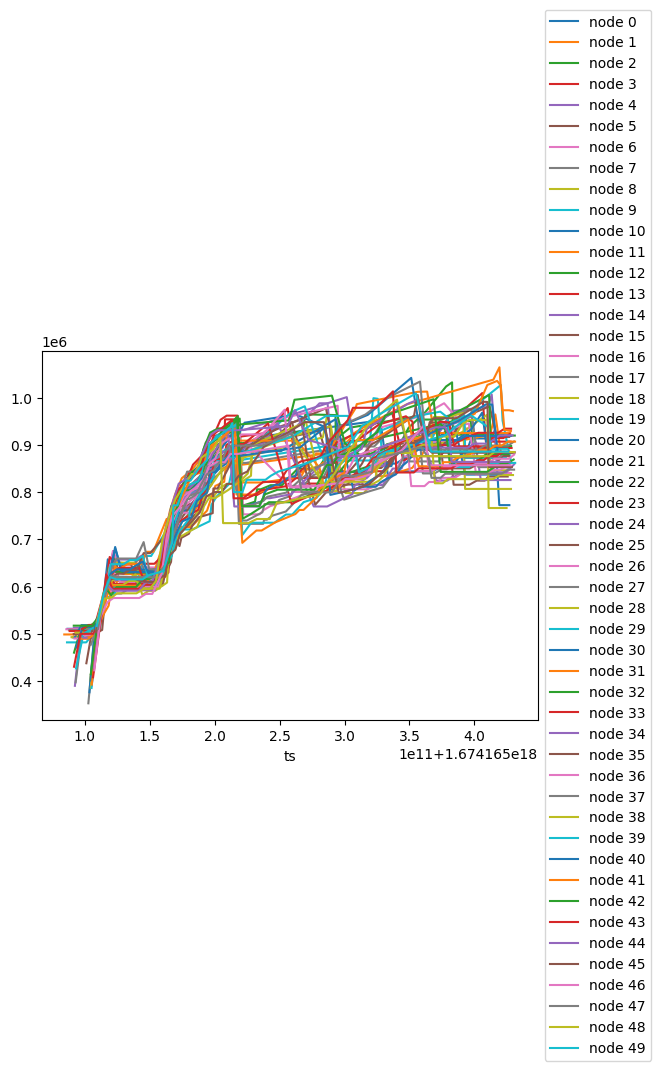 1e6
1.0
0.9
0.8
0.7
0.6
0.5
0.4
1.0 1.5 2.0 2.5 3.0 3.5 4.0
1e11+1.674165e18
ts
node 0
node 1
node 2
node 3
node 4
node 5
node 6
node 7
node 8
node 9
node 10
node 11
node 12
node 13
node 14
node 15
node 16
node 17
node 18
node 19
node 20
node 21
node 22
node 23
node 24
node 25
node 26
node 27
node 28
node 29
node 30
node 31
node 32
node 33
node 34
node 35
node 36
node 37
node 38
node 39
node 40
node 41
node 42
node 43
node 44
node 45
node 46
node 47
node 48
node 49